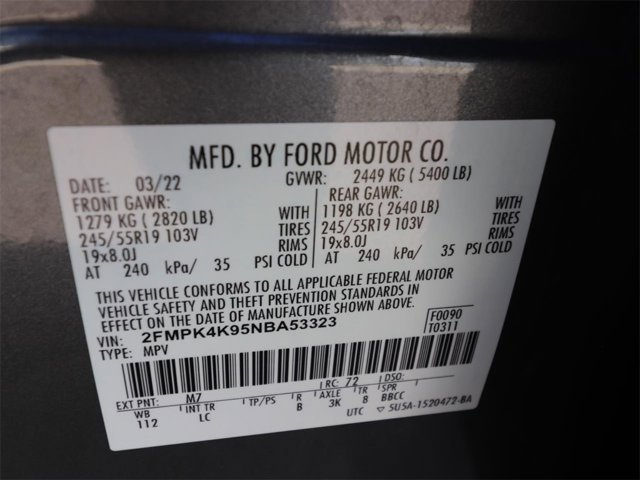 MFD. BY FORD MOTOR CO.
DATE: 03/22 GVWR: 2449 KG ( 5400 LB)
FRONT GAWR: REAR GAWR:
1279 KG ( 2820 LB) WITH 1198 KG ( 2640 LB) WITH
245/55R19 103V TIRES 245/55R19 103V TIRES
19x8.0J RIMS 19x8.0J RIMS
AT 240 kPa/ 35 PSI COLD AT 240 kPa/ 35 PSI COLD
THIS VEHICLE CONFORMS TO ALL APPLICABLE FEDERAL MOTOR
VEHICLE SAFETY AND THEFT PREVENTION STANDARDS IN
EFFECT ON THE DATE OF MANUFACTURE SHOWN ABOVE.
VIN: 2FMPK4K95NBA53323 F0090
TYPE: MPV T0311
EXT PNT: M7 RC: 72 DSO:
WB INT TR TP/PS R AXLE TR SPR
112 LC B 3K 8 BBCC
UTC ▽ SU5A-1520472-BA